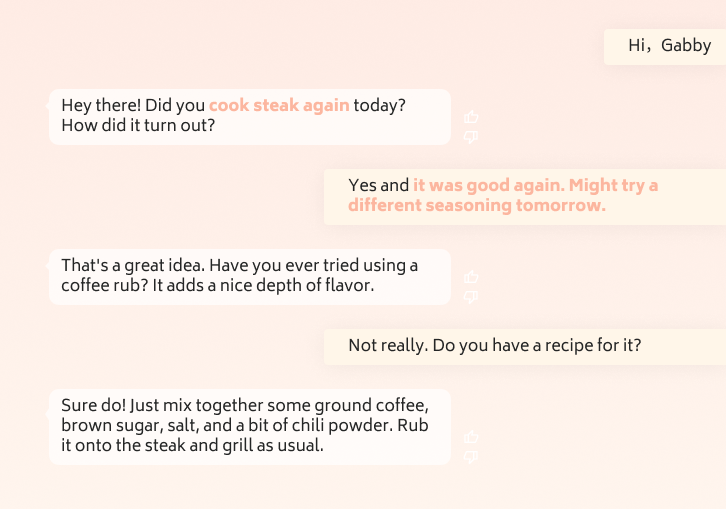 Hi，Gabby
Hey there! Did you cook steak again today?
How did it turn out?
Yes and it was good again. Might try a
different seasoning tomorrow.
That's a great idea. Have you ever tried using a
coffee rub? It adds a nice depth of flavor.
Not really. Do you have a recipe for it?
Sure do! Just mix together some ground coffee,
brown sugar, salt, and a bit of chili powder. Rub
it onto the steak and grill as usual.